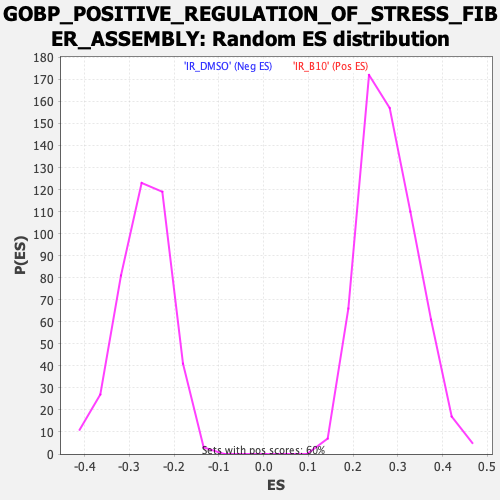 GOBP_POSITIVE_REGULATION_OF_STRESS_FIB
ER_ASSEMBLY: Random ES distribution
'IR_DMSO' (Neg ES) 'IR_B10' (Pos ES)
180
170
160
150
140
130
120
110
100
90
80
70
60
50
40
30
20
10
0
P(ES)
Sets with pos scores: 60%
-0.4 -0.3 -0.2 -0.1 0.0 0.1 0.2 0.3 0.4 0.5
ES